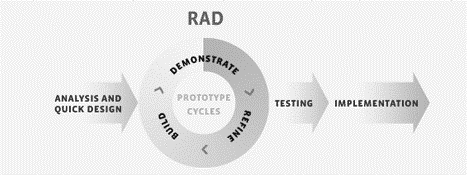 RAD
ANALYSIS AND
QUICK DESIGN
DEMONSTRATE
PROTOTYPE
CYCLES
BUILD
REFINE
TESTING
IMPLEMENTATION